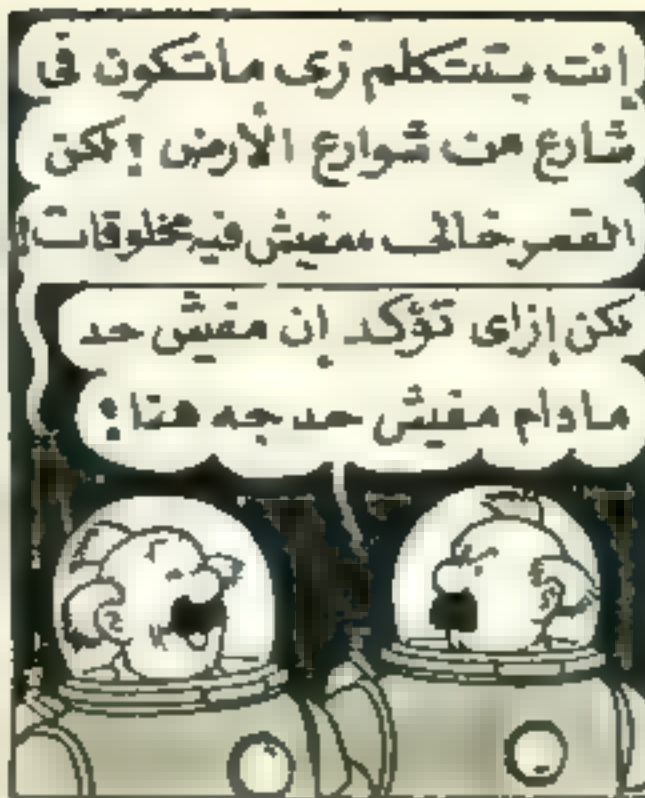 إنت بتتكلم زى ماتكون فى
شارع من شوارع الأرض ! لكن
القمر خالى مفيش فيه مخلوقات !
لكن إزاى تؤكد إن مفيش حد
مادام مفيش حد جه هنا !